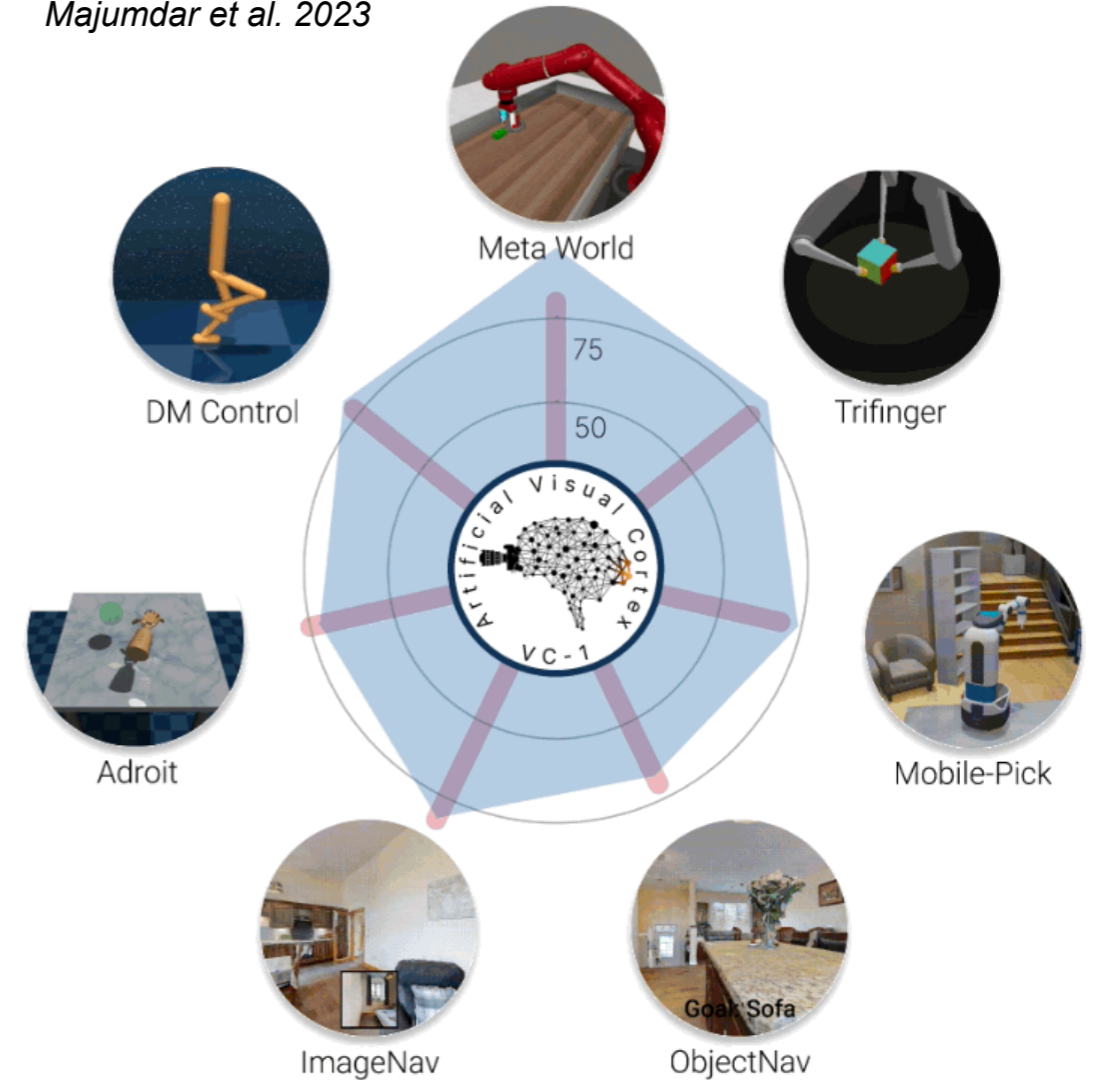 Majumdar et al. 2023
Meta World
DM Control
Trifinger
75
50
Artificial Visual Cortex
VC-1
Adroit
Mobile-Pick
Goal: Sofa
ImageNav
ObjectNav